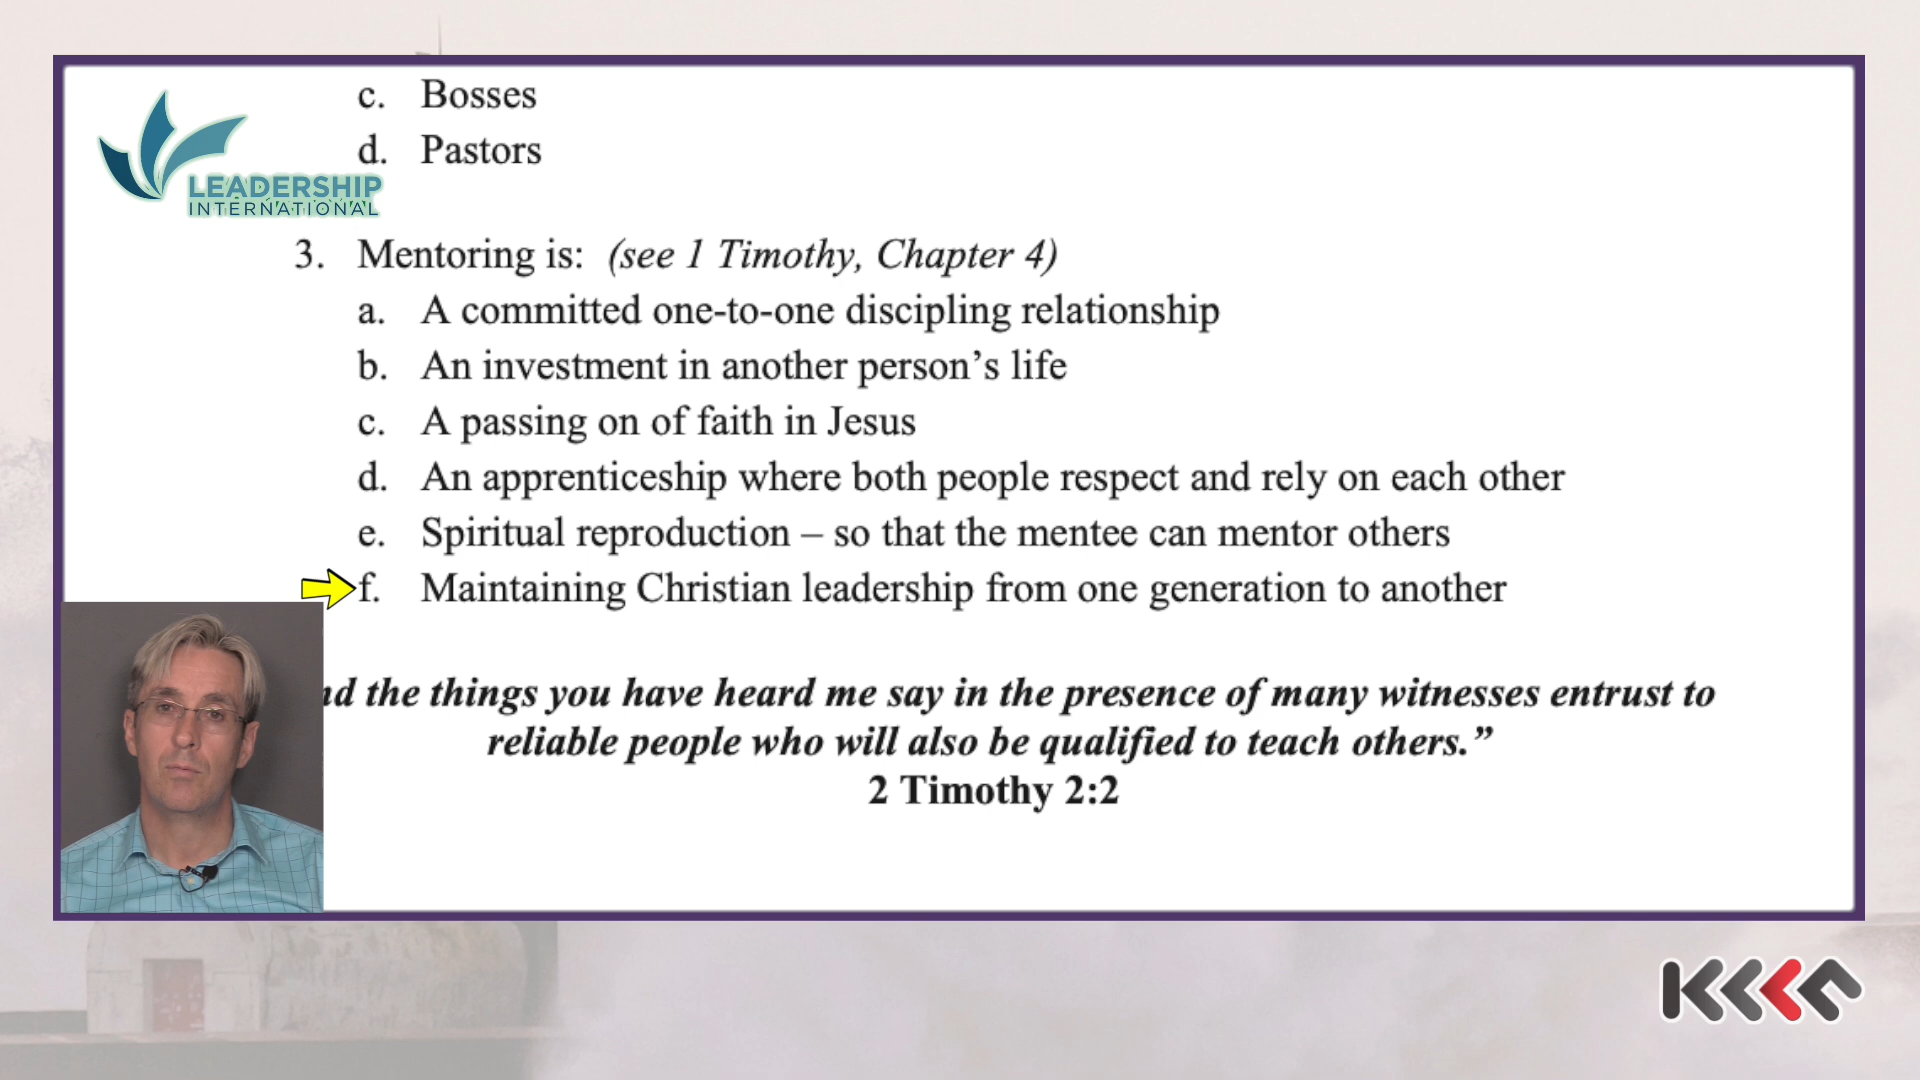 c. Bosses
d. Pastors
LEADERSHIP
INTERNATIONAL
3. Mentoring is: (see 1 Timothy, Chapter 4)
a. A committed one-to-one discipling relationship
b. An investment in another person’s life
c. A passing on of faith in Jesus
d. An apprenticeship where both people respect and rely on each other
e. Spiritual reproduction – so that the mentee can mentor others
f. Maintaining Christian leadership from one generation to another
the things you have heard me say in the presence of many witnesses entrust to
reliable people who will also be qualified to teach others.”
2 Timothy 2:2